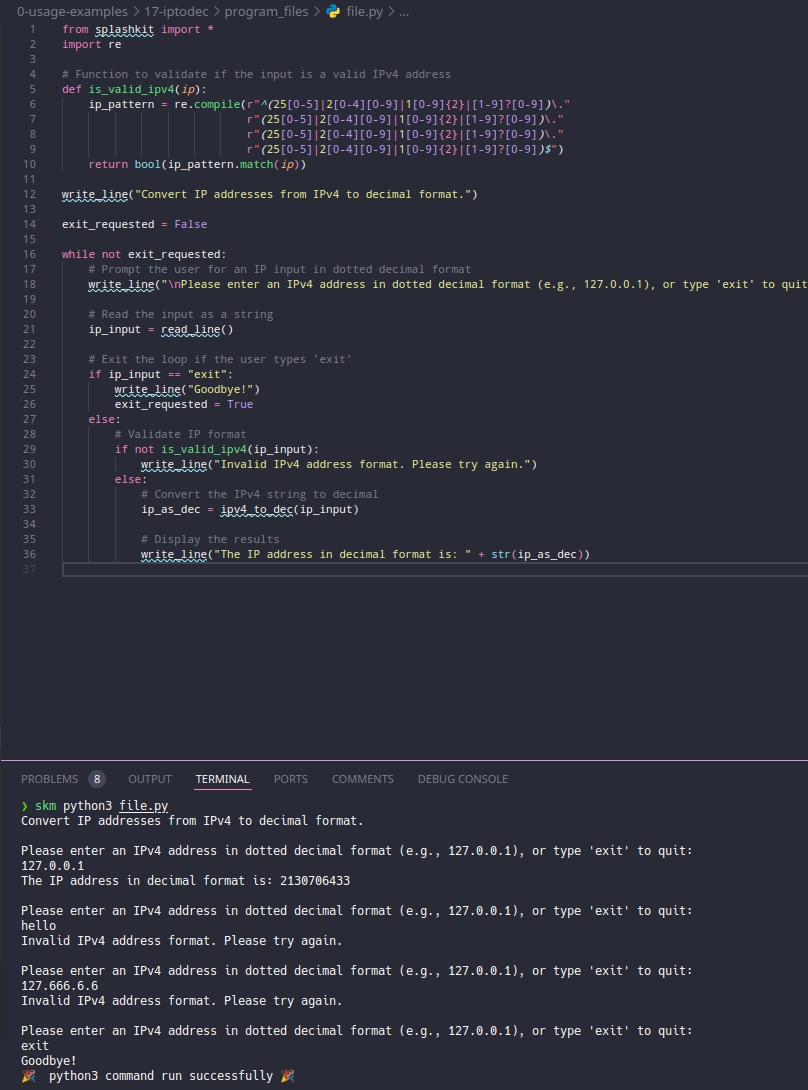 0-usage-examples > 17-iptodec > program_files > file.py > ...
1 from splashkit import *
2 import re
3
4 # Function to validate if the input is a valid IPv4 address
5 def is_valid_ipv4(ip):
6     ip_pattern = re.compile(r"^(25[0-5]|2[0-4][0-9]|1[0-9]{2}|[1-9]?[0-9])\."
7                             r"(25[0-5]|2[0-4][0-9]|1[0-9]{2}|[1-9]?[0-9])\."
8                             r"(25[0-5]|2[0-4][0-9]|1[0-9]{2}|[1-9]?[0-9])\."
9                             r"(25[0-5]|2[0-4][0-9]|1[0-9]{2}|[1-9]?[0-9])$")
10     return bool(ip_pattern.match(ip))
11
12 write_line("Convert IP addresses from IPv4 to decimal format.")
13
14 exit_requested = False
15
16 while not exit_requested:
17     # Prompt the user for an IP input in dotted decimal format
18     write_line("\nPlease enter an IPv4 address in dotted decimal format (e.g., 127.0.0.1), or type 'exit' to quit
19
20     # Read the input as a string
21     ip_input = read_line()
22
23     # Exit the loop if the user types 'exit'
24     if ip_input == "exit":
25         write_line("Goodbye!")
26         exit_requested = True
27     else:
28         # Validate IP format
29         if not is_valid_ipv4(ip_input):
30             write_line("Invalid IPv4 address format. Please try again.")
31         else:
32             # Convert the IPv4 string to decimal
33             ip_as_dec = ipv4_to_dec(ip_input)
34
35             # Display the results
36             write_line("The IP address in decimal format is: " + str(ip_as_dec))
37
PROBLEMS 8 OUTPUT TERMINAL PORTS COMMENTS DEBUG CONSOLE
❯ skm python3 file.py
Convert IP addresses from IPv4 to decimal format.

Please enter an IPv4 address in dotted decimal format (e.g., 127.0.0.1), or type 'exit' to quit:
127.0.0.1
The IP address in decimal format is: 2130706433

Please enter an IPv4 address in dotted decimal format (e.g., 127.0.0.1), or type 'exit' to quit:
hello
Invalid IPv4 address format. Please try again.

Please enter an IPv4 address in dotted decimal format (e.g., 127.0.0.1), or type 'exit' to quit:
127.666.6.6
Invalid IPv4 address format. Please try again.

Please enter an IPv4 address in dotted decimal format (e.g., 127.0.0.1), or type 'exit' to quit:
exit
Goodbye!
🎉 python3 command run successfully 🎉